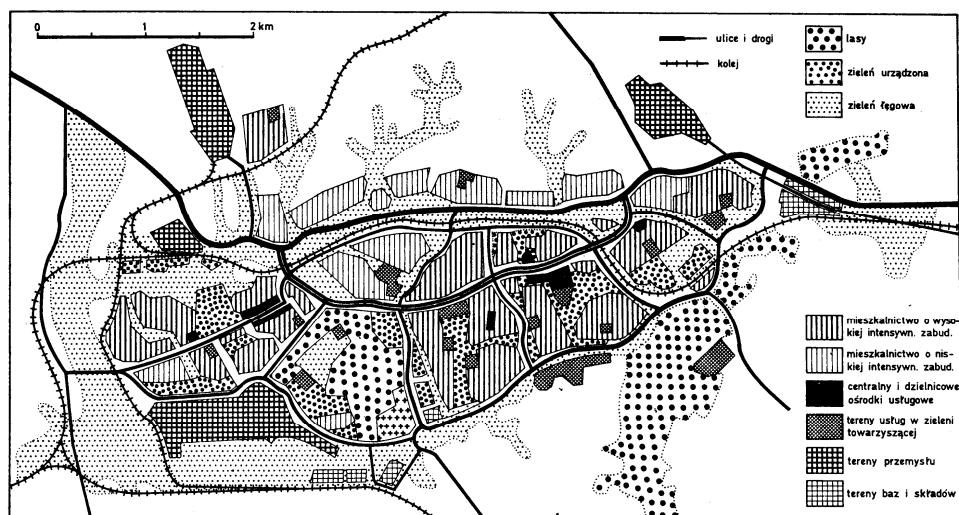 0 1 2 km
ulice i drogi
kolej
lasy
zieleń urządzona
zieleń łęgowa
mieszkalnictwo o wyso-
kiej intensywn. zabud.
mieszkalnictwo o nis-
kiej intensywn. zabud.
centralny i dzielnicowe
ośrodki usługowe
tereny usług w zieleni
towarzyszącej
tereny przemysłu
tereny baz i składów